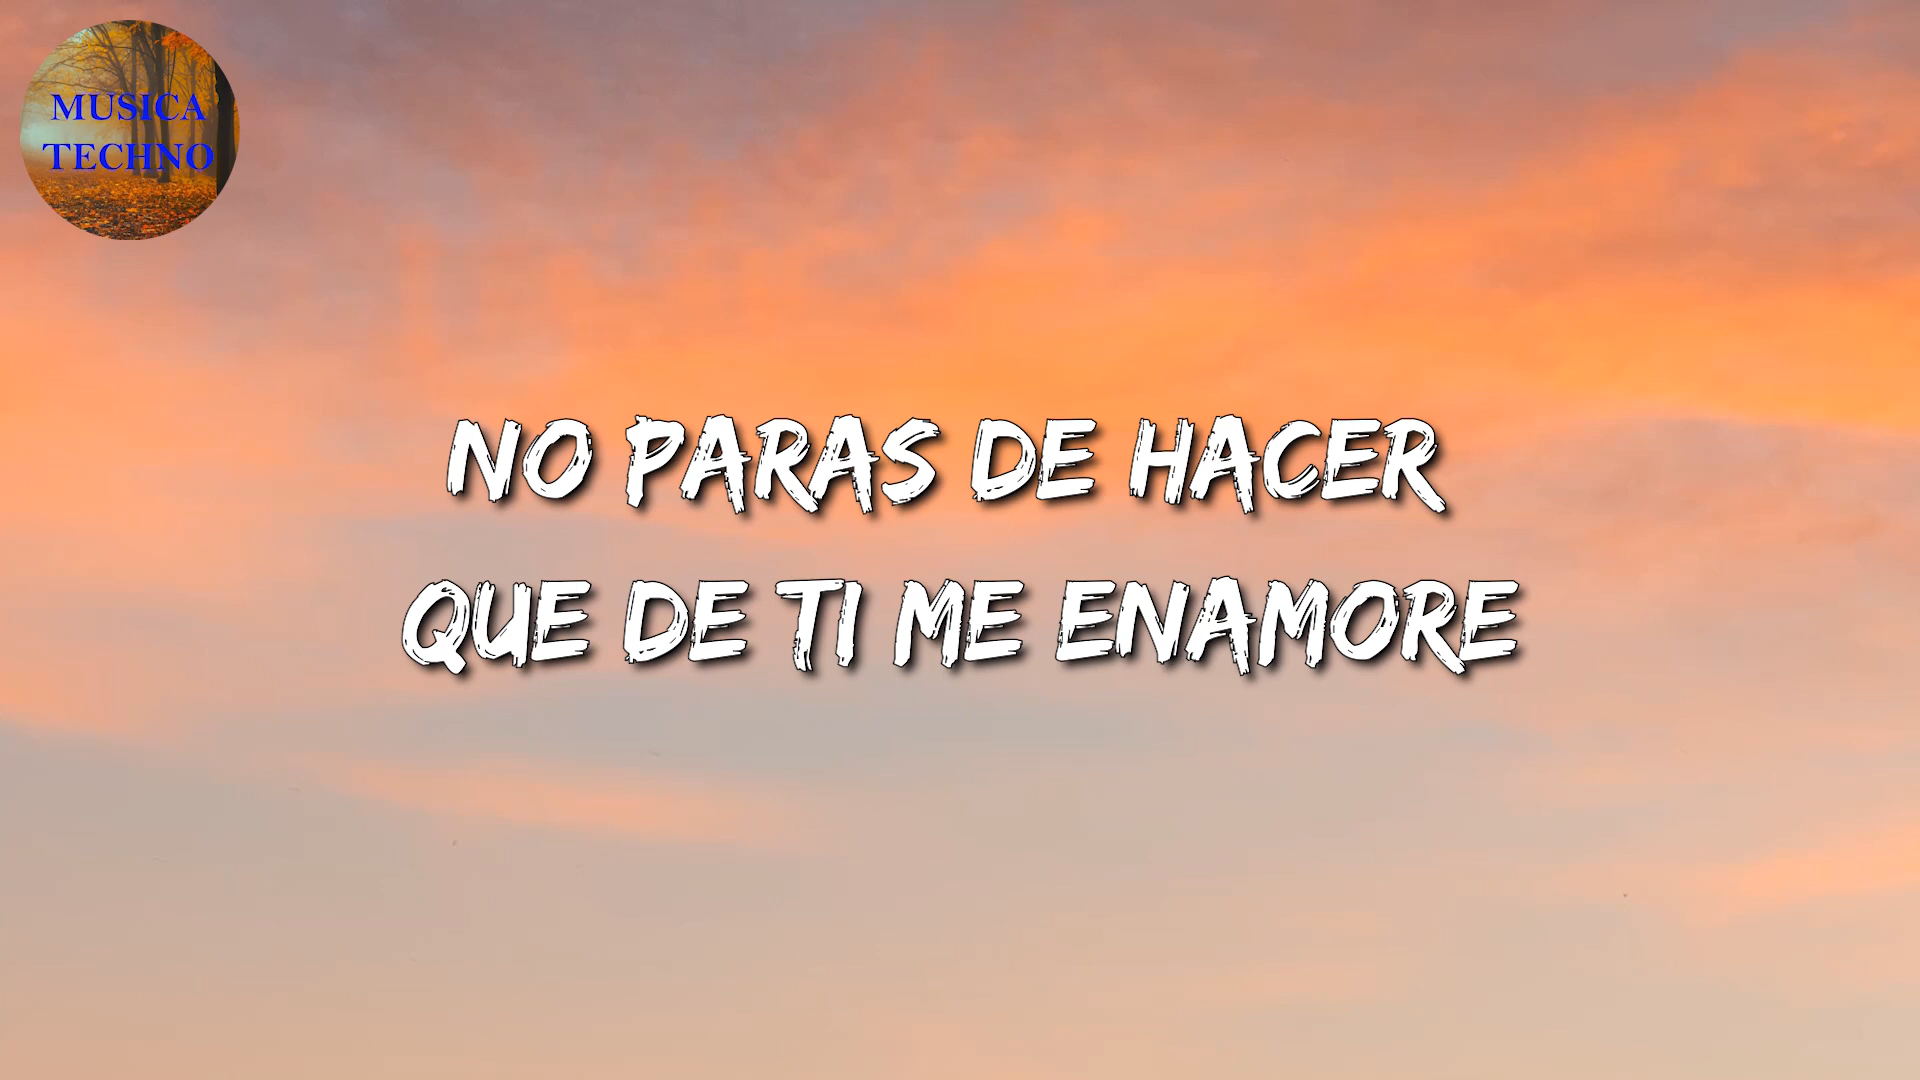 MUSICA
TECHNO
NO PARAS DE HACER
QUE DE TI ME ENAMORE